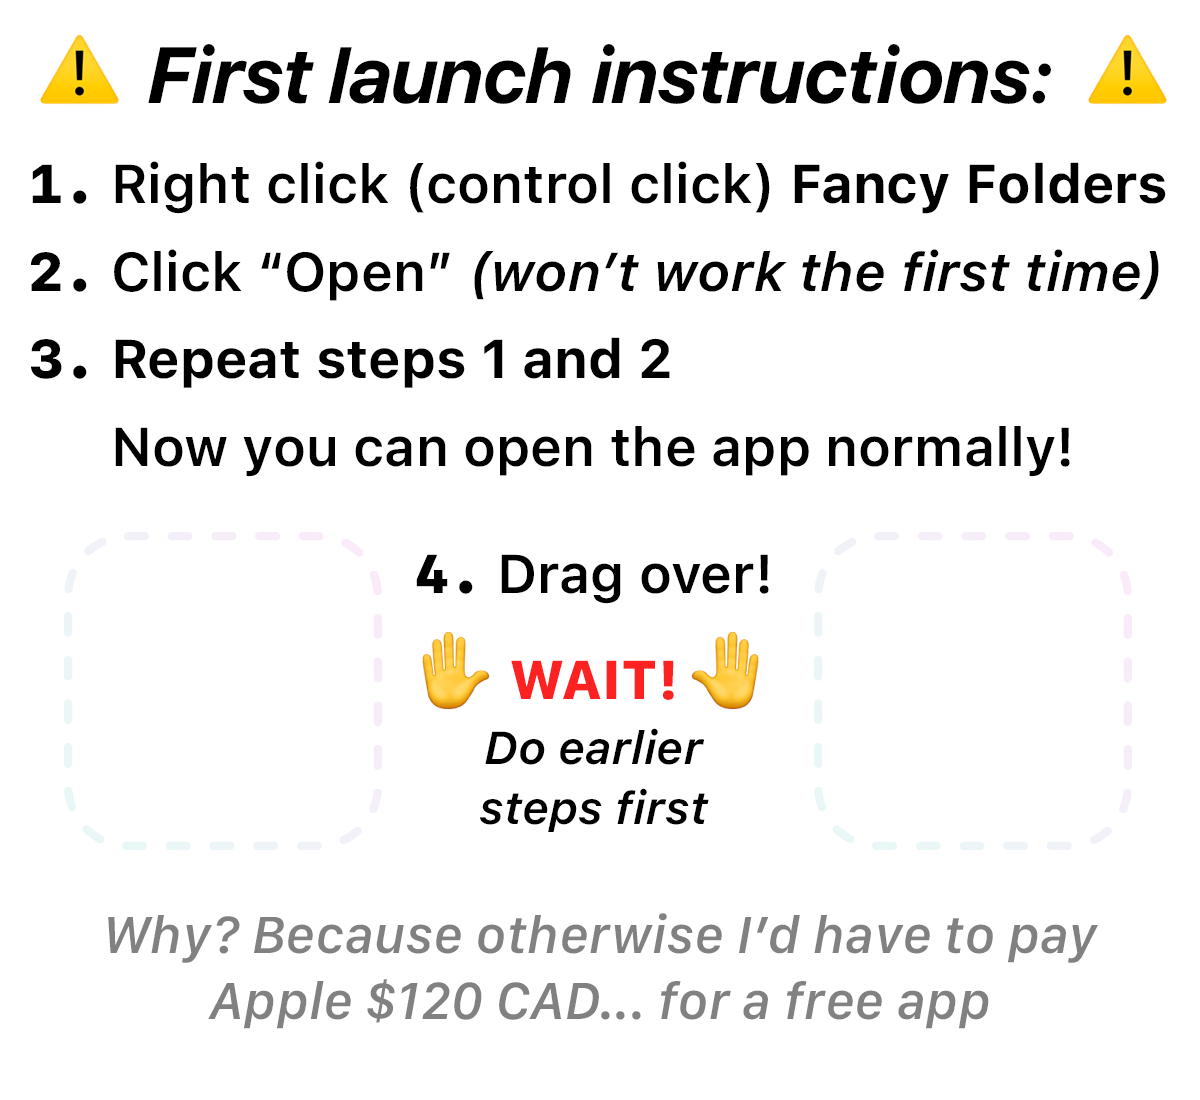 ⚠️ First launch instructions: ⚠️
1. Right click (control click) Fancy Folders
2. Click “Open” (won’t work the first time)
3. Repeat steps 1 and 2
Now you can open the app normally!
4. Drag over!
🤚 WAIT! ✋
Do earlier
steps first
Why? Because otherwise I’d have to pay
Apple $120 CAD... for a free app